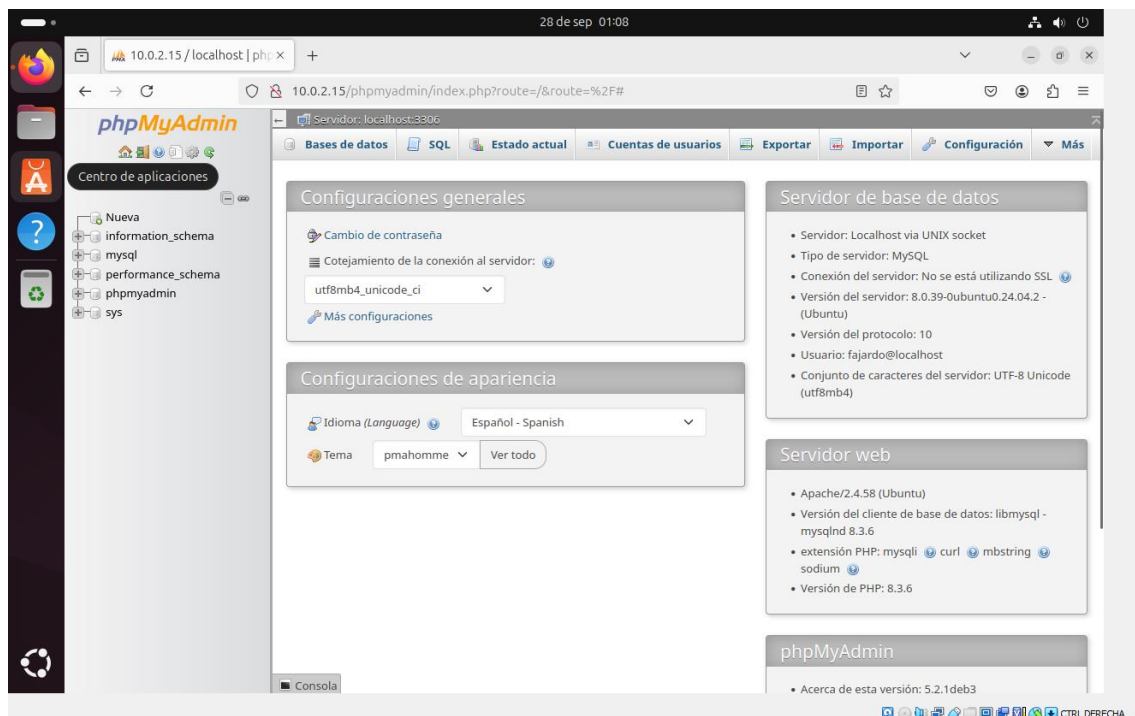 28 de sep 01:08
10.0.2.15 / localhost | php
10.0.2.15/phpmyadmin/index.php?route=/&route=%2F#
phpMyAdmin
Centro de aplicaciones
Nueva
information_schema
mysql
performance_schema
phpmyadmin
sys
Servidor: localhost:3306
Bases de datos SQL Estado actual Cuentas de usuarios Exportar Importar Configuración Más
Configuraciones generales
Cambio de contraseña
Cotejamiento de la conexión al servidor:
utf8mb4_unicode_ci
Más configuraciones
Configuraciones de apariencia
Idioma (Language) Español - Spanish
Tema pmahomme Ver todo
Servidor de base de datos
• Servidor: Localhost via UNIX socket
• Tipo de servidor: MySQL
• Conexión del servidor: No se está utilizando SSL
• Versión del servidor: 8.0.39-0ubuntu0.24.04.2 -
(Ubuntu)
• Versión del protocolo: 10
• Usuario: fajardo@localhost
• Conjunto de caracteres del servidor: UTF-8 Unicode
(utf8mb4)
Servidor web
• Apache/2.4.58 (Ubuntu)
• Versión del cliente de base de datos: libmysql -
mysqlnd 8.3.6
• extensión PHP: mysqli curl mbstring
sodium
• Versión de PHP: 8.3.6
phpMyAdmin
• Acerca de esta versión: 5.2.1deb3
Consola
CTRL DERECHA